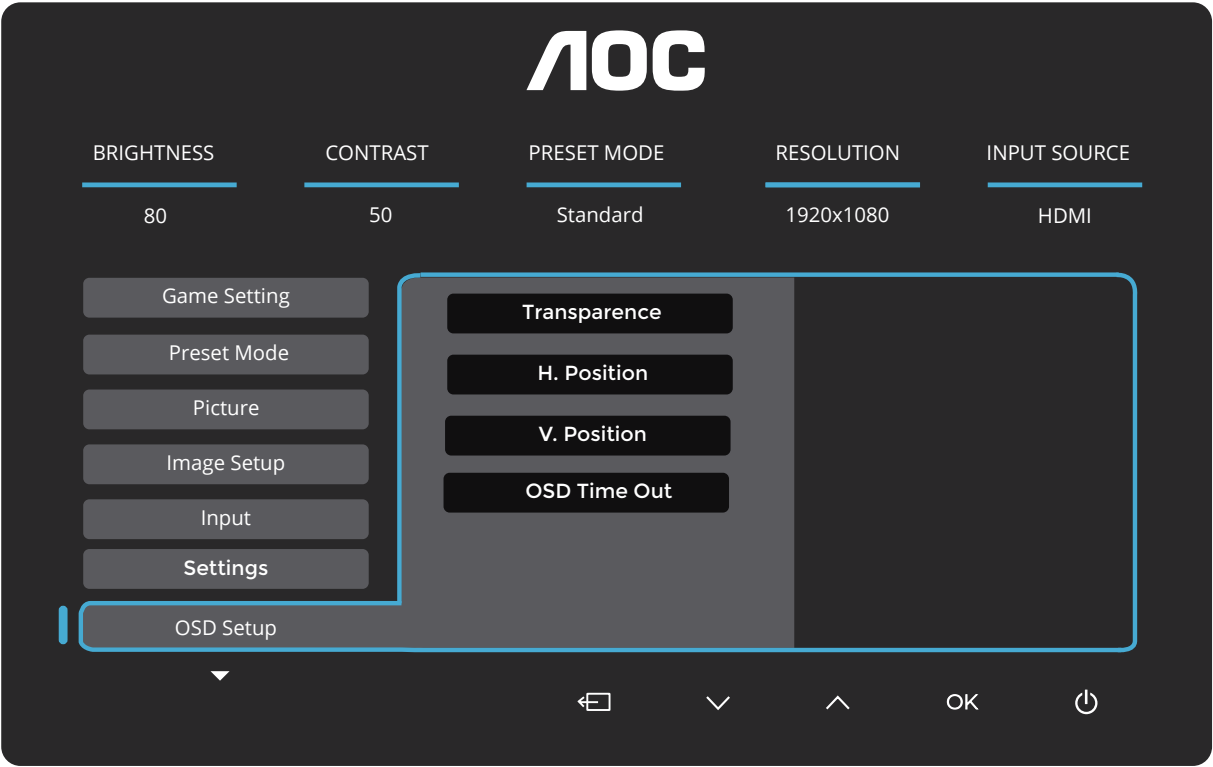 AOC
BRIGHTNESS CONTRAST PRESET MODE RESOLUTION INPUT SOURCE
80 50 Standard 1920x1080 HDMI
Game Setting
Preset Mode
Picture
Image Setup
Input
Settings
OSD Setup
Transparence
H. Position
V. Position
OSD Time Out
OK